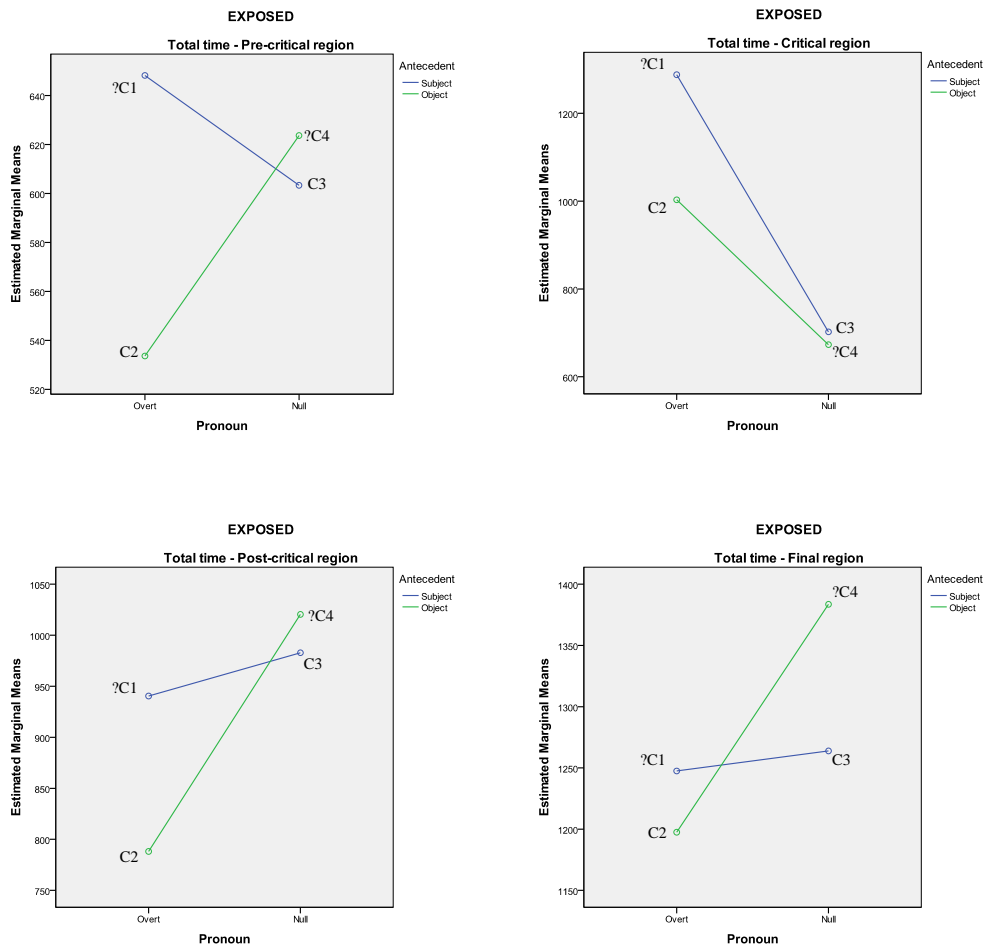 EXPOSED
Total time - Pre-critical region
Antecedent
Subject
Object
Estimated Marginal Means
640
620
600
580
560
540
520
?C1
?C4
C3
C2
Overt
Null
Pronoun
EXPOSED
Total time - Critical region
Antecedent
Subject
Object
Estimated Marginal Means
1200
1000
800
600
?C1
C2
C3
?C4
Overt
Null
Pronoun
EXPOSED
Total time - Post-critical region
Antecedent
Subject
Object
Estimated Marginal Means
1050
1000
950
900
850
800
750
?C4
C3
?C1
C2
Overt
Null
Pronoun
EXPOSED
Total time - Final region
Antecedent
Subject
Object
Estimated Marginal Means
1400
1350
1300
1250
1200
1150
?C4
?C1
C3
C2
Overt
Null
Pronoun